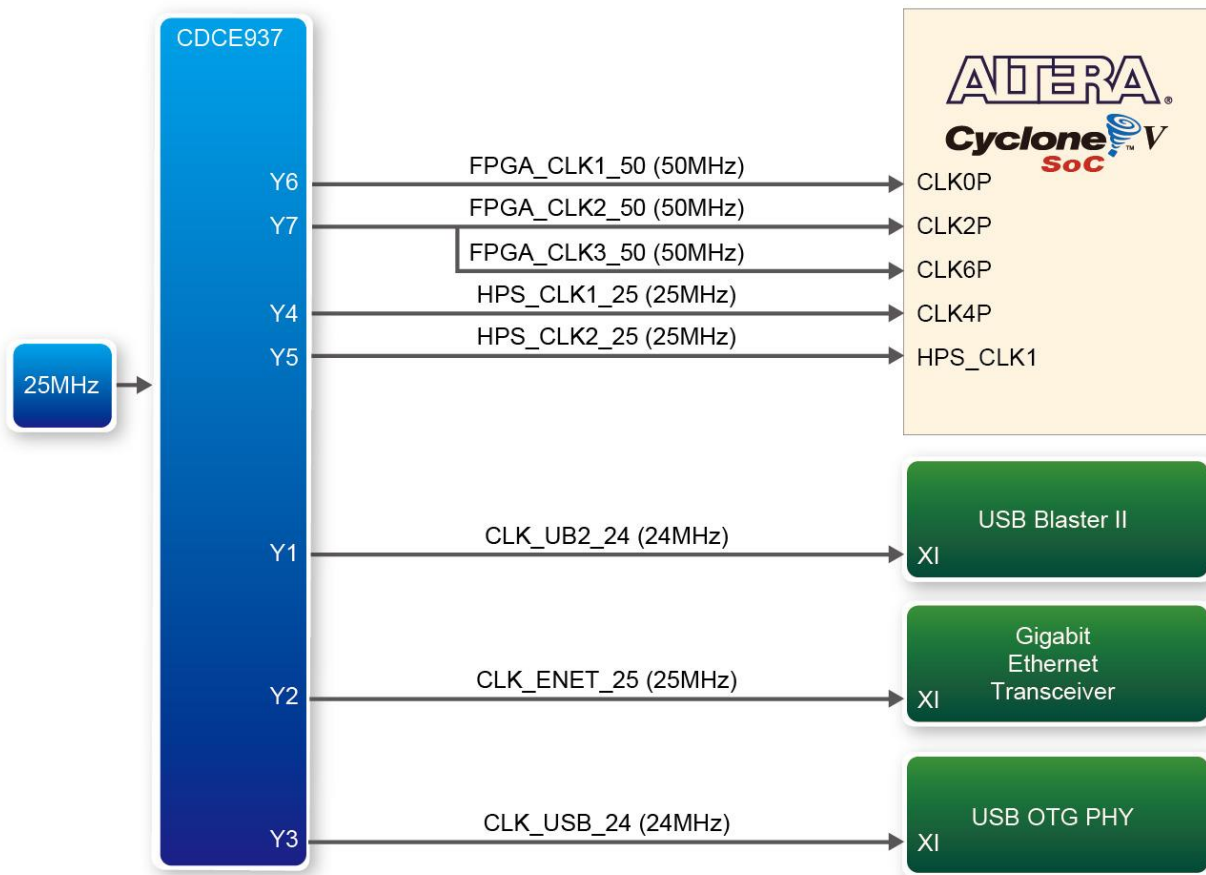 CDCE937
ALTERA®
Cyclone™ V
SoC
Y6
FPGA_CLK1_50 (50MHz)
CLK0P
Y7
FPGA_CLK2_50 (50MHz)
CLK2P
FPGA_CLK3_50 (50MHz)
CLK6P
Y4
HPS_CLK1_25 (25MHz)
CLK4P
Y5
HPS_CLK2_25 (25MHz)
HPS_CLK1
25MHz
USB Blaster II
Y1
CLK_UB2_24 (24MHz)
XI
Gigabit
Ethernet
Transceiver
Y2
CLK_ENET_25 (25MHz)
XI
USB OTG PHY
Y3
CLK_USB_24 (24MHz)
XI